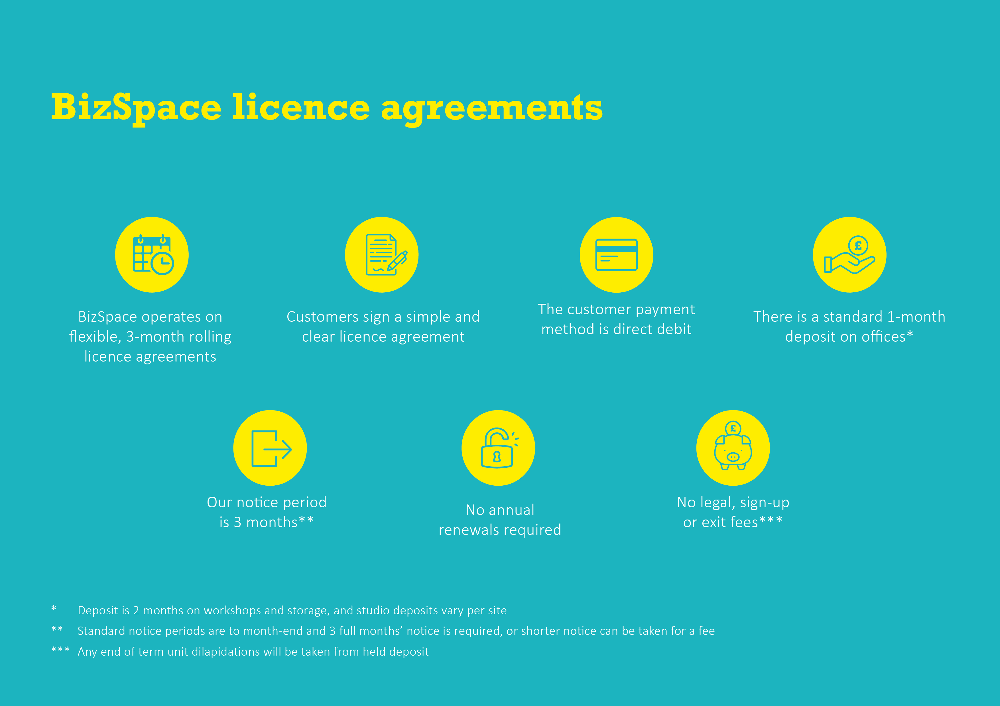 BizSpace licence agreements
£
BizSpace operates on
flexible, 3-month rolling
licence agreements
Customers sign a simple and
clear licence agreement
The customer payment
method is direct debit
There is a standard 1-month
deposit on offices*
£
Our notice period
is 3 months**
No annual
renewals required
No legal, sign-up
or exit fees***
* Deposit is 2 months on workshops and storage, and studio deposits vary per site
** Standard notice periods are to month-end and 3 full months’ notice is required, or shorter notice can be taken for a fee
*** Any end of term unit dilapidations will be taken from held deposit